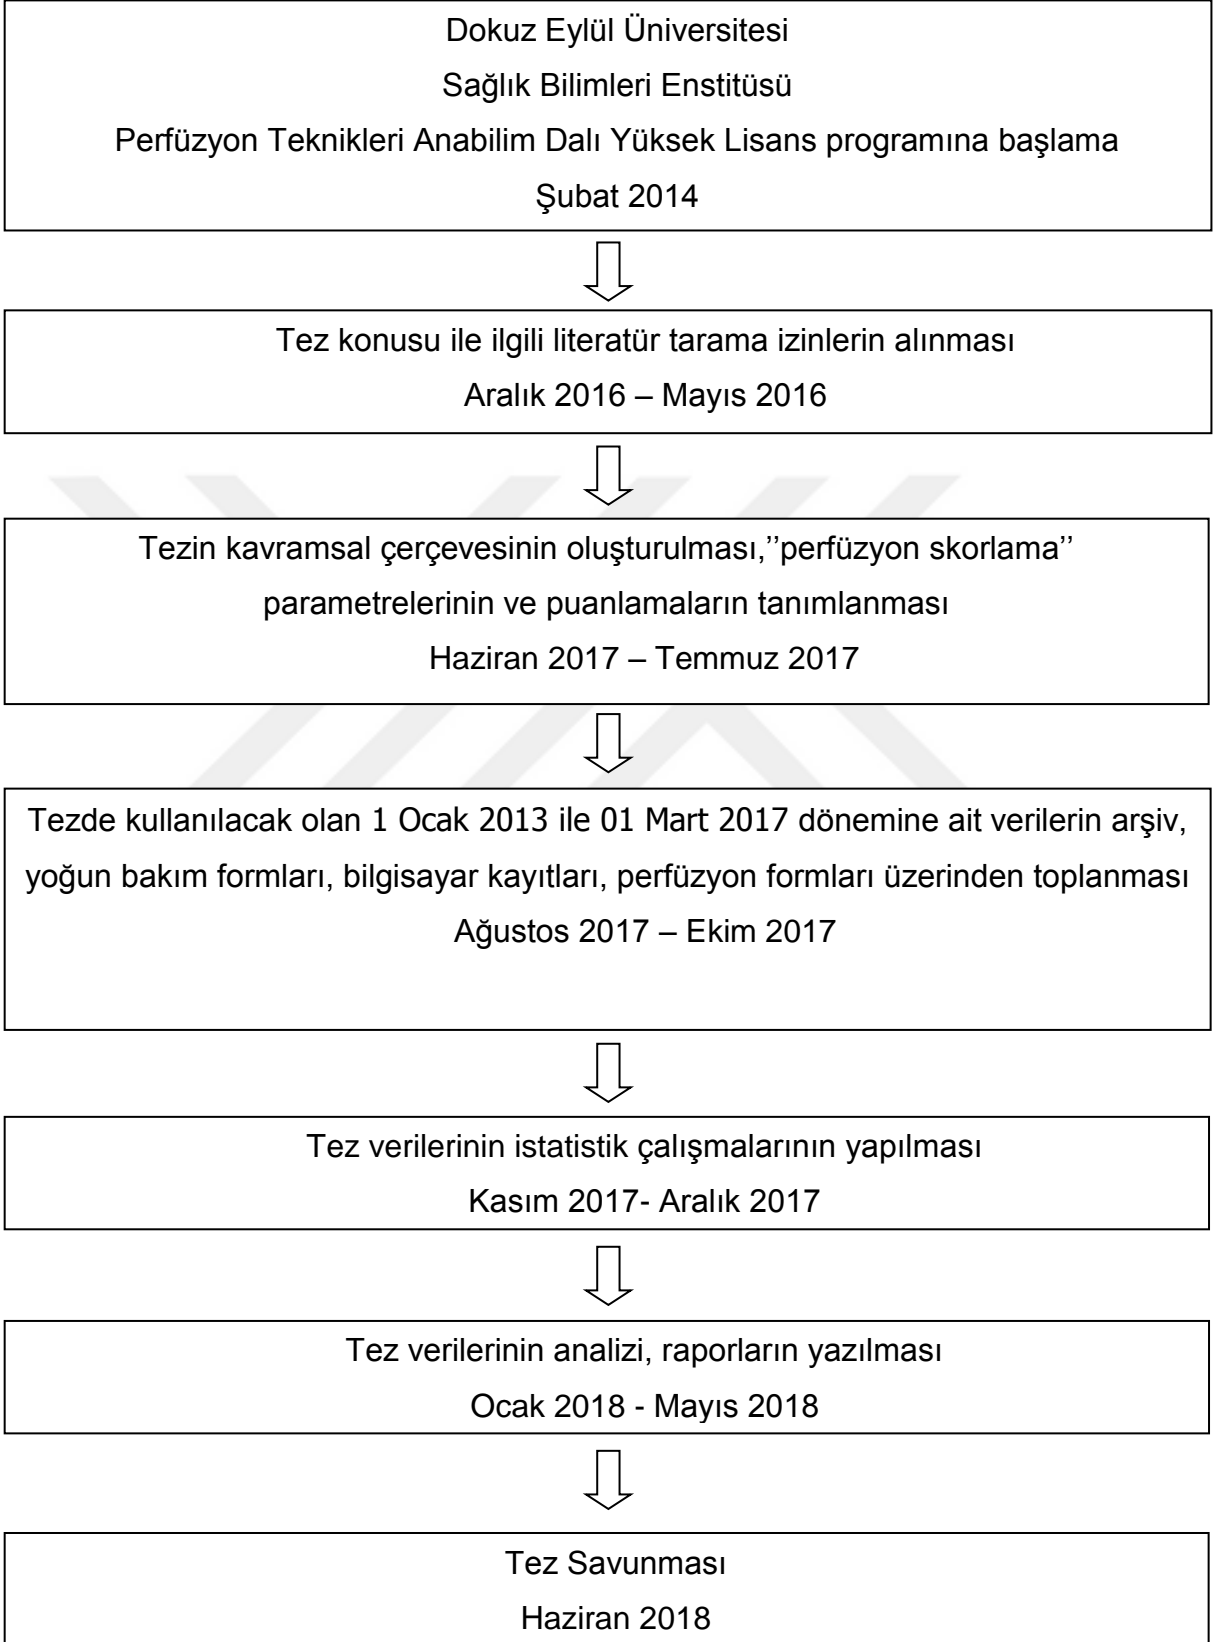 Dokuz Eylül Üniversitesi
Sağlık Bilimleri Enstitüsü
Perfüzyon Teknikleri Anabilim Dalı Yüksek Lisans programına başlama
Şubat 2014
Tez konusu ile ilgili literatür tarama izinlerin alınması
Aralık 2016 – Mayıs 2016
Tezin kavramsal çerçevesinin oluşturulması,’’perfüzyon skorlama’’
parametrelerinin ve puanlamaların tanımlanması
Haziran 2017 – Temmuz 2017
Tezde kullanılacak olan 1 Ocak 2013 ile 01 Mart 2017 dönemine ait verilerin arşiv,
yoğun bakım formları, bilgisayar kayıtları, perfüzyon formları üzerinden toplanması
Ağustos 2017 – Ekim 2017
Tez verilerinin istatistik çalışmalarının yapılması
Kasım 2017- Aralık 2017
Tez verilerinin analizi, raporların yazılması
Ocak 2018 - Mayıs 2018
Tez Savunması
Haziran 2018